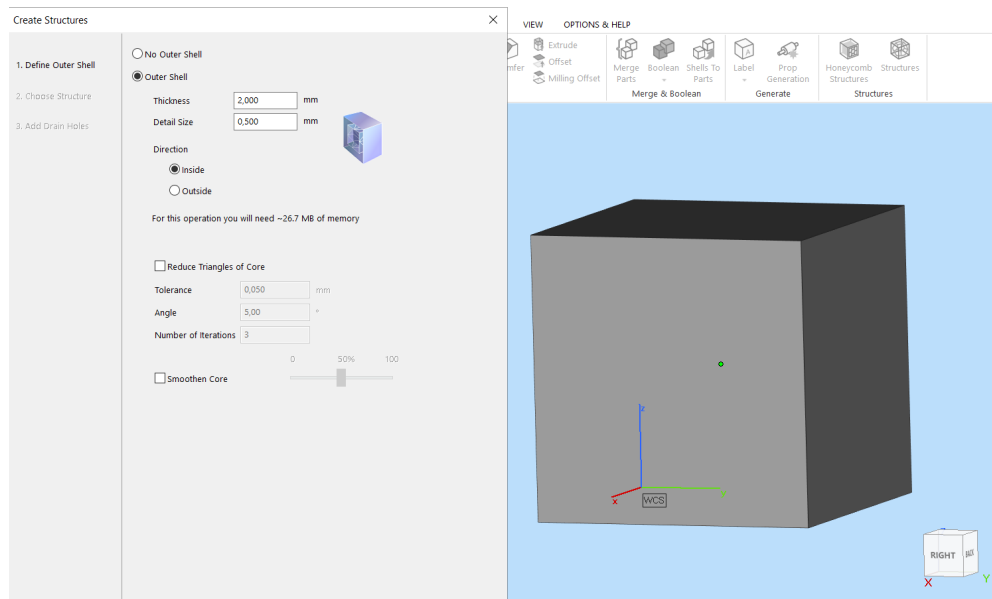 Create Structures
1. Define Outer Shell
2. Choose Structure
3. Add Drain Holes
No Outer Shell
Outer Shell
Thickness 2,000 mm
Detail Size 0,500 mm
Direction
Inside
Outside
For this operation you will need ~26.7 MB of memory
Reduce Triangles of Core
Tolerance 0,050 mm
Angle 5,00 °
Number of Iterations 3
0 50% 100
Smoothen Core
VIEW OPTIONS & HELP
Extrude
Offset
Milling Offset
Merge Parts
Boolean
Shells To Parts
Merge & Boolean
Label
Prop Generation
Generate
Honeycomb Structures
Structures
Structures
z
x
WCS
RIGHT
BACK
X
Y